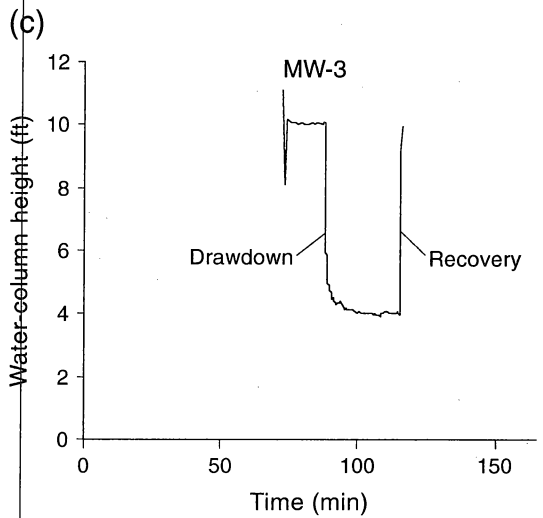 (c)
MW-3
Water-column height (ft)
12
10
8
6
4
2
0
Drawdown
Recovery
0 50 100 150
Time (min)